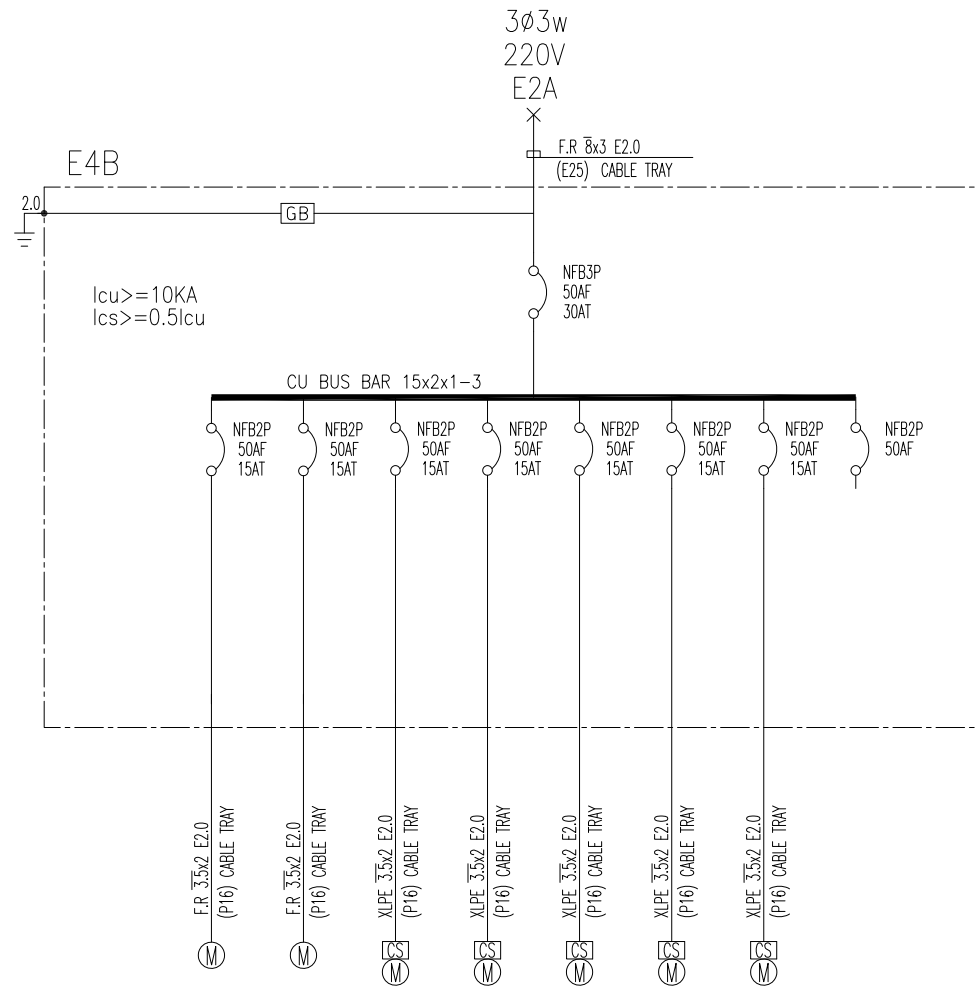 3ø3w
220V
E2A
F.R 8x3 E2.0
(E25) CABLE TRAY
E4B
2.0
GB
NFB3P
50AF
30AT
Icu>=10KA
Ics>=0.5Icu
CU BUS BAR 15x2x1-3
NFB2P
50AF
15AT
NFB2P
50AF
15AT
NFB2P
50AF
15AT
NFB2P
50AF
15AT
NFB2P
50AF
15AT
NFB2P
50AF
15AT
NFB2P
50AF
15AT
NFB2P
50AF
F.R 3.5x2 E2.0
(P16) CABLE TRAY
F.R 3.5x2 E2.0
(P16) CABLE TRAY
XLPE 3.5x2 E2.0
(P16) CABLE TRAY
XLPE 3.5x2 E2.0
(P16) CABLE TRAY
XLPE 3.5x2 E2.0
(P16) CABLE TRAY
XLPE 3.5x2 E2.0
(P16) CABLE TRAY
XLPE 3.5x2 E2.0
(P16) CABLE TRAY
M
M
CS
M
CS
M
CS
M
CS
M
CS
M